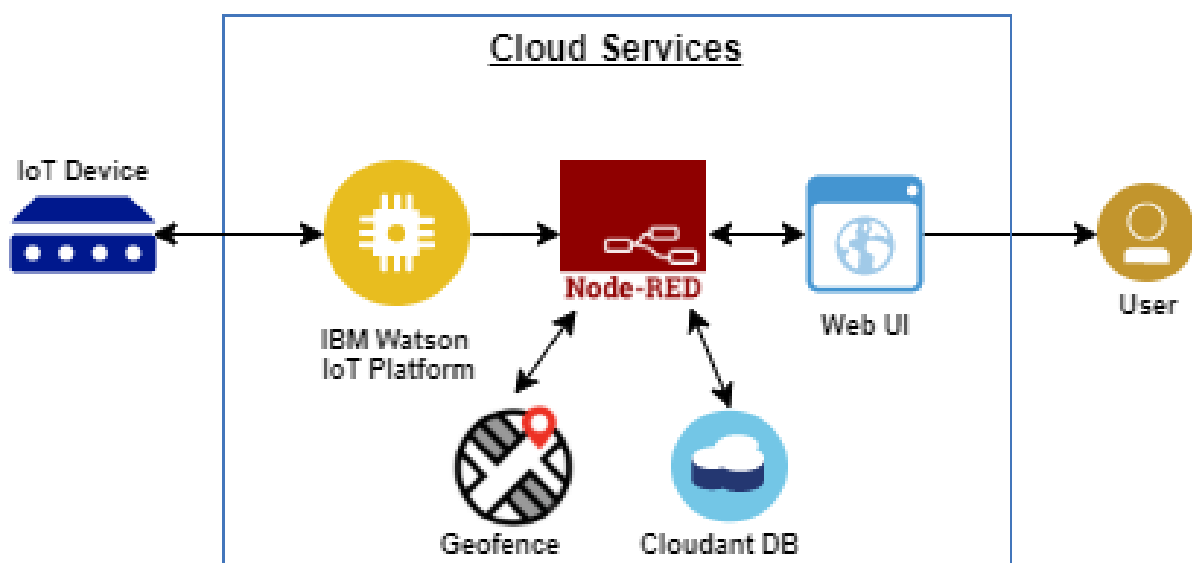 Cloud Services
IoT Device
Node-RED
IBM Watson
IoT Platform
Web UI
User
Geofence
Cloudant DB